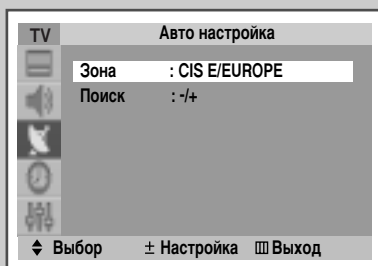 TV Авто настройка
Зона : CIS E/EUROPE
Поиск : -/+
Выбор ± Настройка Выход